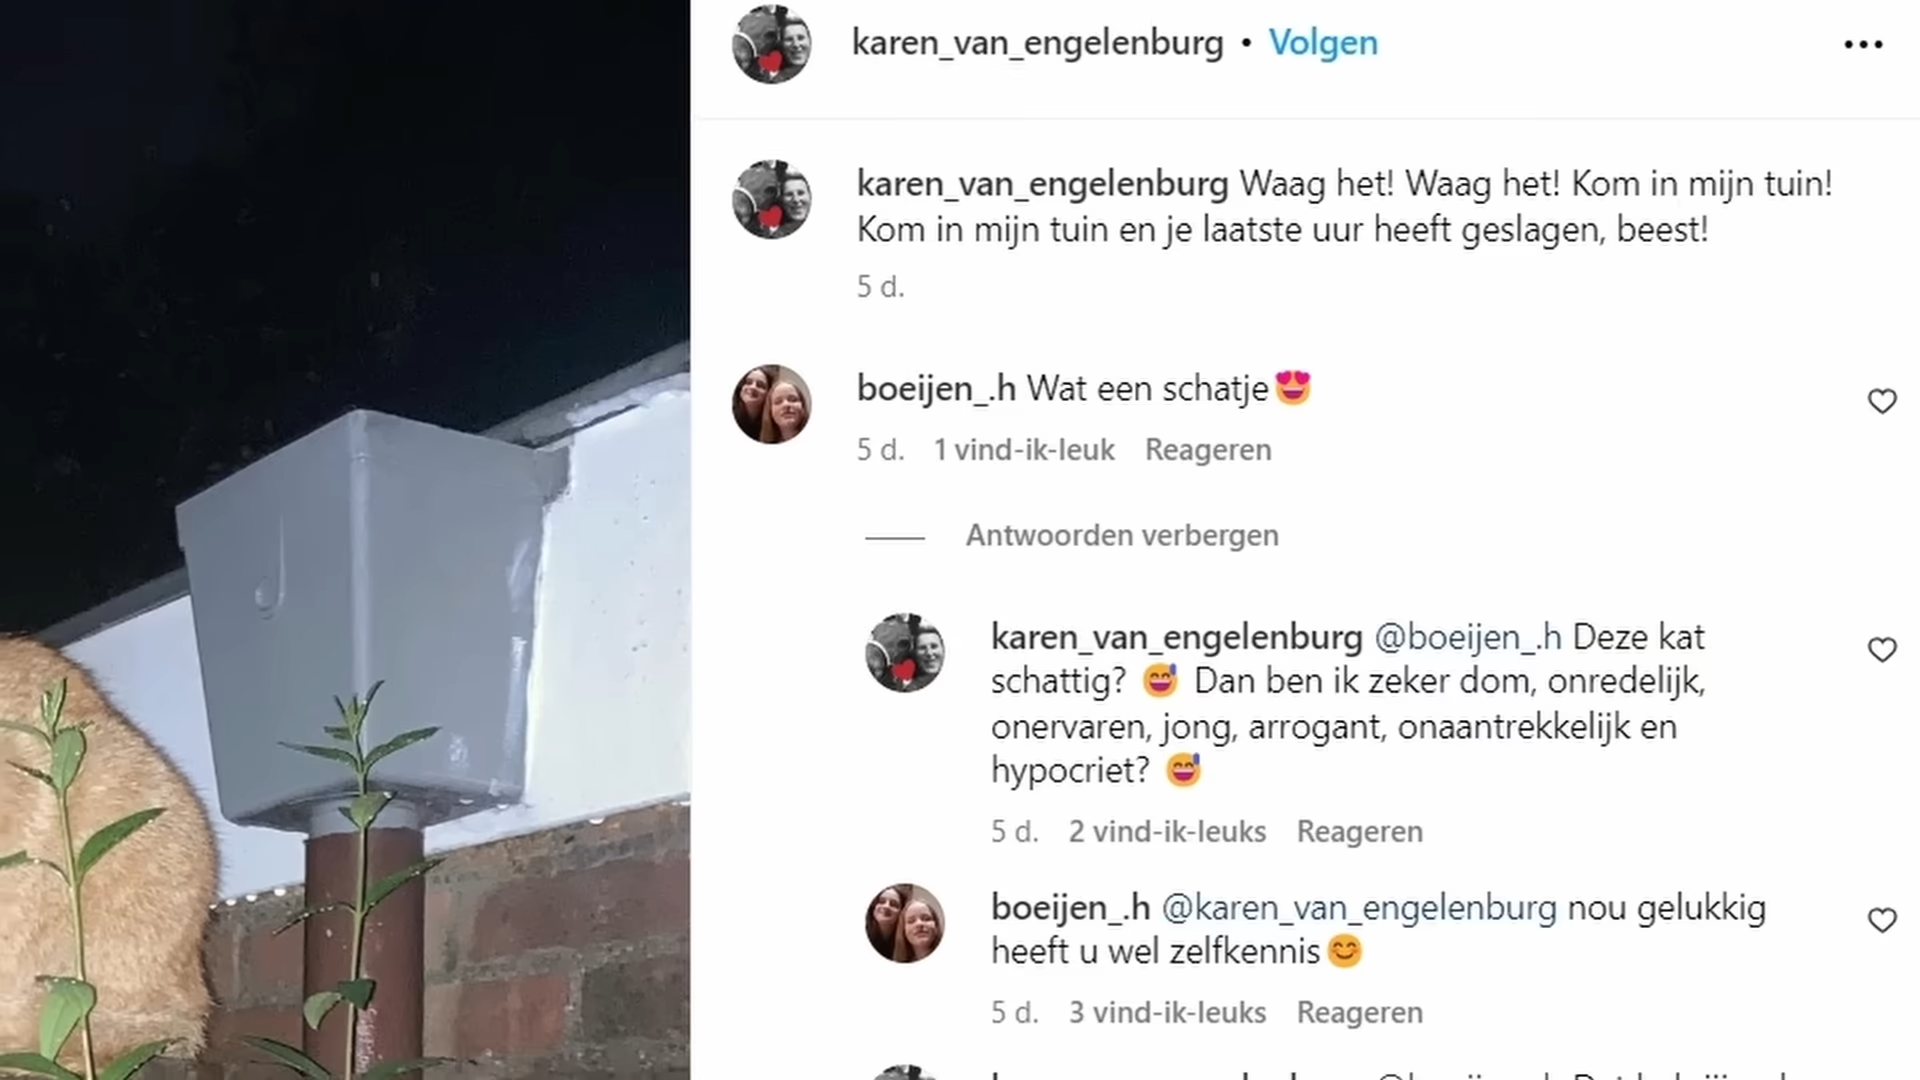 karen_van_engelenburg • Volgen
karen_van_engelenburg Waag het! Waag het! Kom in mijn tuin!
Kom in mijn tuin en je laatste uur heeft geslagen, beest!
5 d.
boeijen_.h Wat een schatje😍
5 d. 1 vind-ik-leuk Reageren
Antwoorden verbergen
karen_van_engelenburg @boeijen_.h Deze kat
schattig? 😅 Dan ben ik zeker dom, onredelijk,
onervaren, jong, arrogant, onaantrekkelijk en
hypocriet? 😅
5 d. 2 vind-ik-leuks Reageren
boeijen_.h @karen_van_engelenburg nou gelukkig
heeft u wel zelfkennis😊
5 d. 3 vind-ik-leuks Reageren